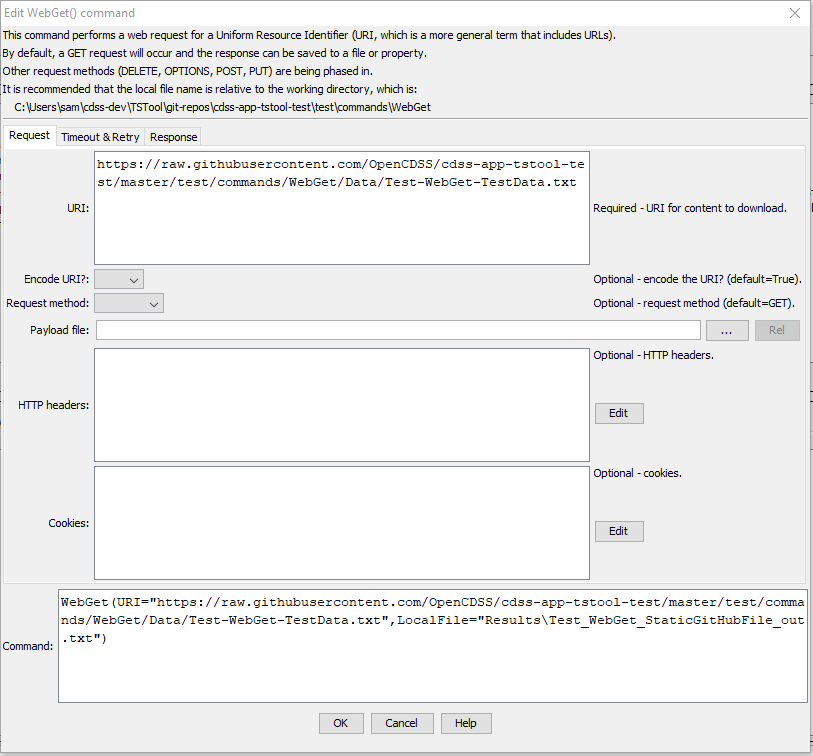 Edit WebGet() command
This command performs a web request for a Uniform Resource Identifier (URI, which is a more general term that includes URLs).
By default, a GET request will occur and the response can be saved to a file or property.
Other request methods (DELETE, OPTIONS, POST, PUT) are being phased in.
It is recommended that the local file name is relative to the working directory, which is:
C:\Users\sam\cdss-dev\TSTool\git-repos\cdss-app-tstool-test\test\commands\WebGet
Request Timeout & Retry Response
https://raw.githubusercontent.com/OpenCDSS/cdss-app-tstool-te
st/master/test/commands/WebGet/Data/Test-WebGet-TestData.txt
URI: Required - URI for content to download.
Encode URI?: Optional - encode the URI? (default=True).
Request method: Optional - request method (default=GET).
Payload file: ... Rel
Optional - HTTP headers.
HTTP headers: Edit
Optional - cookies.
Cookies: Edit
WebGet(URI="https://raw.githubusercontent.com/OpenCDSS/cdss-app-tstool-test/master/test/comma
nds/WebGet/Data/Test-WebGet-TestData.txt",LocalFile="Results\Test_WebGet_StaticGitHubFile_out
.txt")
Command:
OK Cancel Help